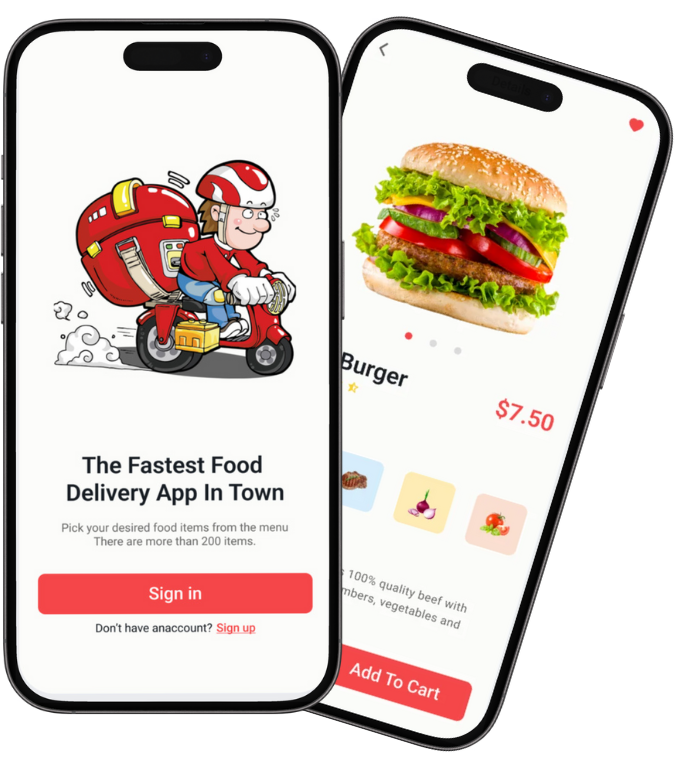 The Fastest Food
Delivery App In Town
Pick your desired food items from the menu
There are more than 200 items.
Sign in
Don't have anaccount? Sign up
Burger
$7.50
100% quality beef with
vegetables and
Add To Cart